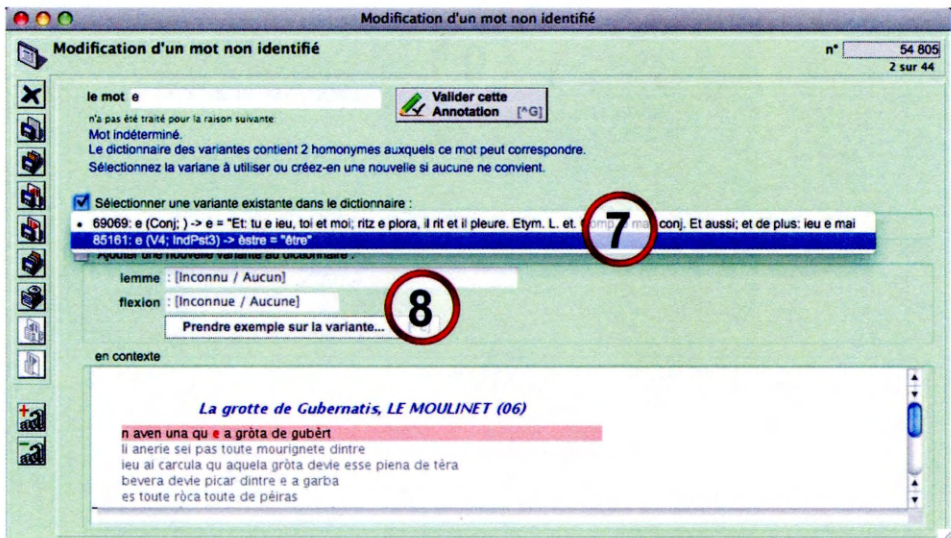 Modification d'un mot non identifié
Modification d'un mot non identifié
n° 54 805
2 sur 44
le mot e
Valider cette
Annotation [^G]
n'a pas été traité pour la raison suivante
Mot indéterminé.
Le dictionnaire des variantes contient 2 homonymes auxquels ce mot peut correspondre.
Sélectionnez la variane à utiliser ou créez-en une nouvelle si aucune ne convient.
Sélectionner une variante existante dans le dictionnaire :
• 69069: e (Conj; ) -> e = "Et: tu e ieu, toi et moi; ritz e plora, il rit et il pleure. Etym. L. et. conj. Et aussi; et de plus: ieu e mai
7
85161: e (V4; IndPst3) -> èstre = "être"
Ajouter une nouvelle variante au dictionnaire :
lemme : [Inconnu / Aucun]
flexion : [Inconnue / Aucune]
8
Prendre exemple sur la variante...
en contexte
La grotte de Gubernatis, LE MOULINET (06)
n aven una qu e a gròta de gubèrt
li anerie sei pas toute mourignete dintre
ieu ai carcula qu aquela gròta devie esse piena de tèra
bevera devie picar dintre e a garba
es toute ròca toute de pèiras